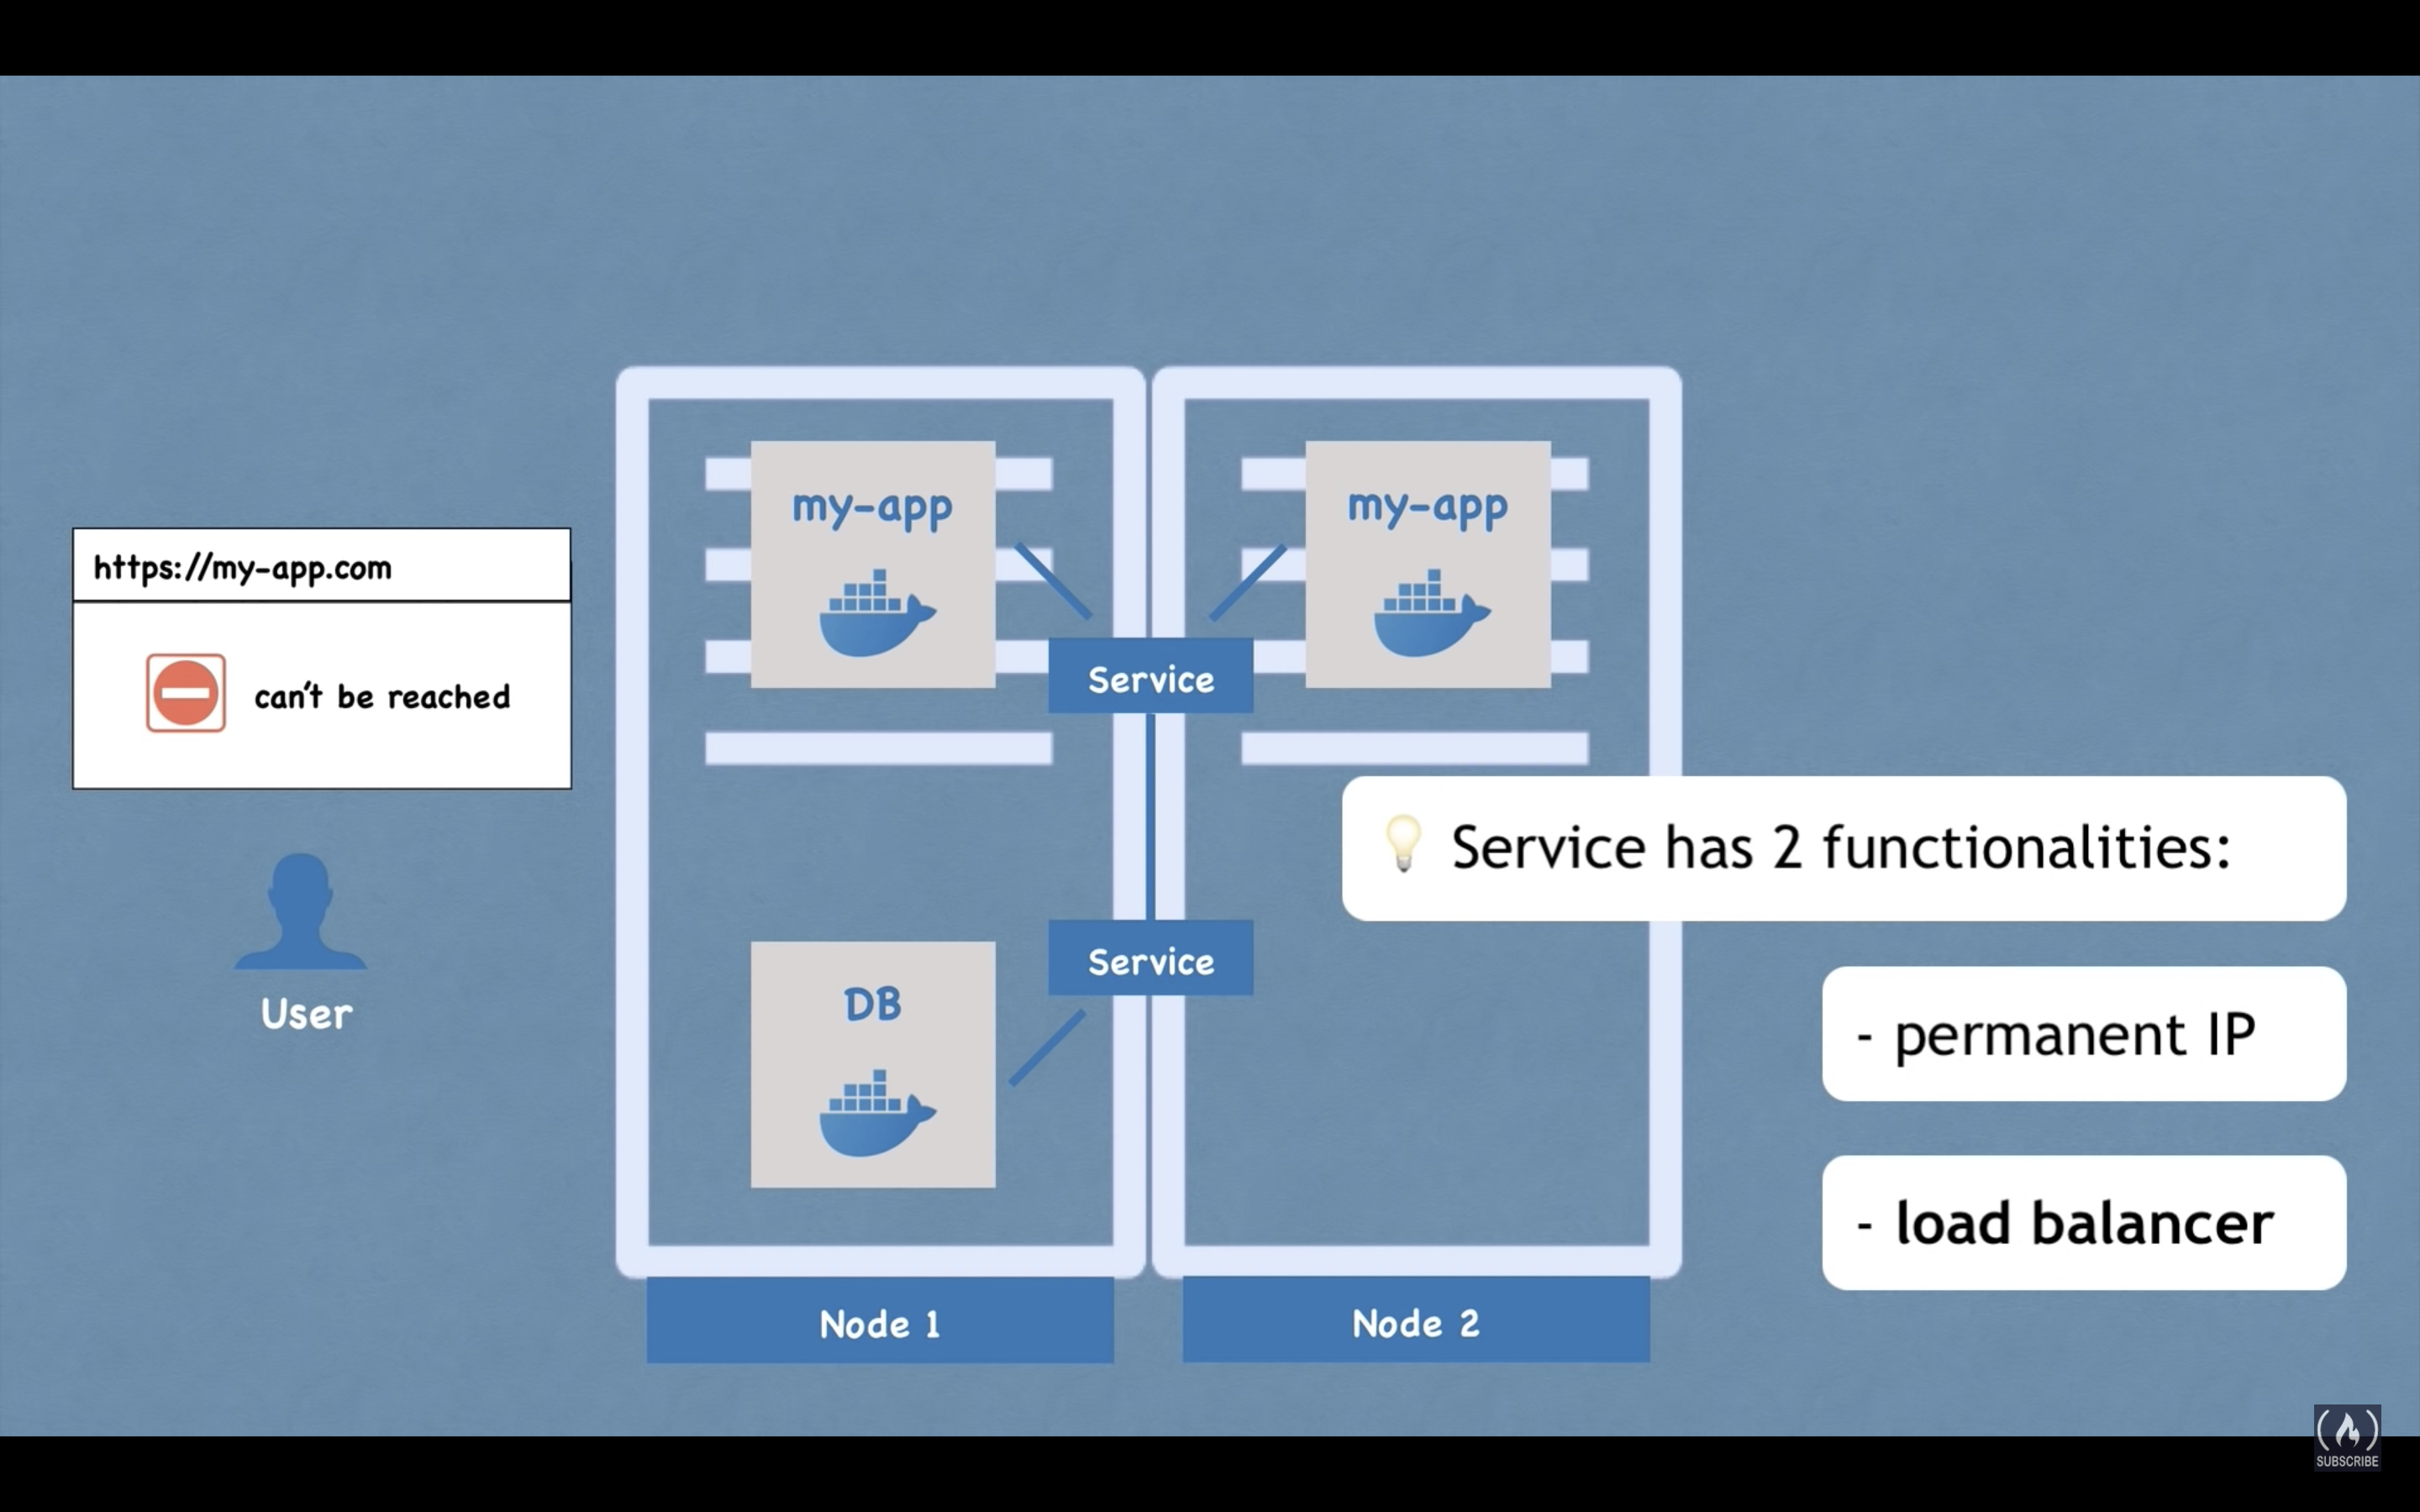 https://my-app.com
can't be reached
User
my-app
my-app
Service
Service
DB
Node 1
Node 2
Service has 2 functionalities:
- permanent IP
- load balancer
SUBSCRIBE